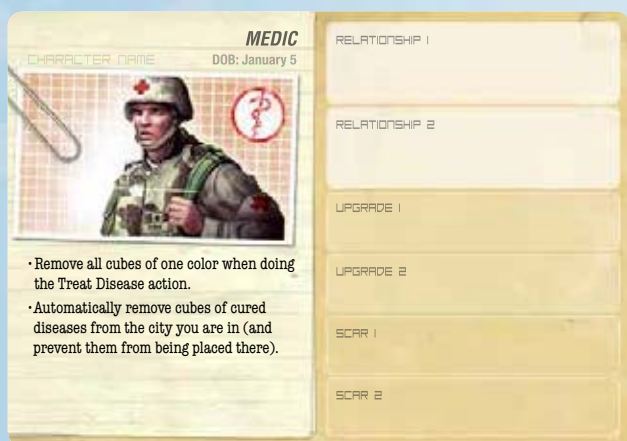 MEDIC
CHARACTER NAME
DOB: January 5
• Remove all cubes of one color when doing
the Treat Disease action.
• Automatically remove cubes of cured
diseases from the city you are in (and
prevent them from being placed there).
RELATIONSHIP 1
RELATIONSHIP 2
UPGRADE 1
UPGRADE 2
SCAR 1
SCAR 2